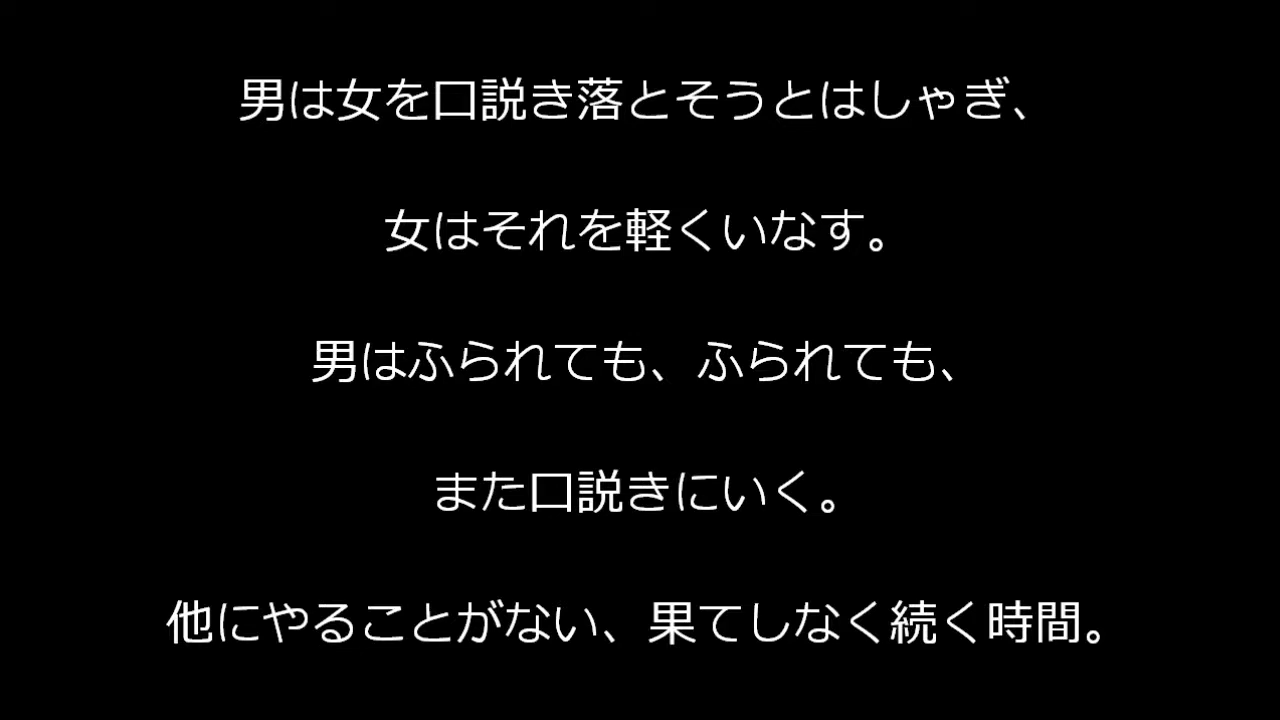 男は女を口説き落とそうとはしゃぎ、
女はそれを軽くいなす。
男はふられても、ふられても、
また口説きにいく。
他にやることがない、果てしなく続く時間。